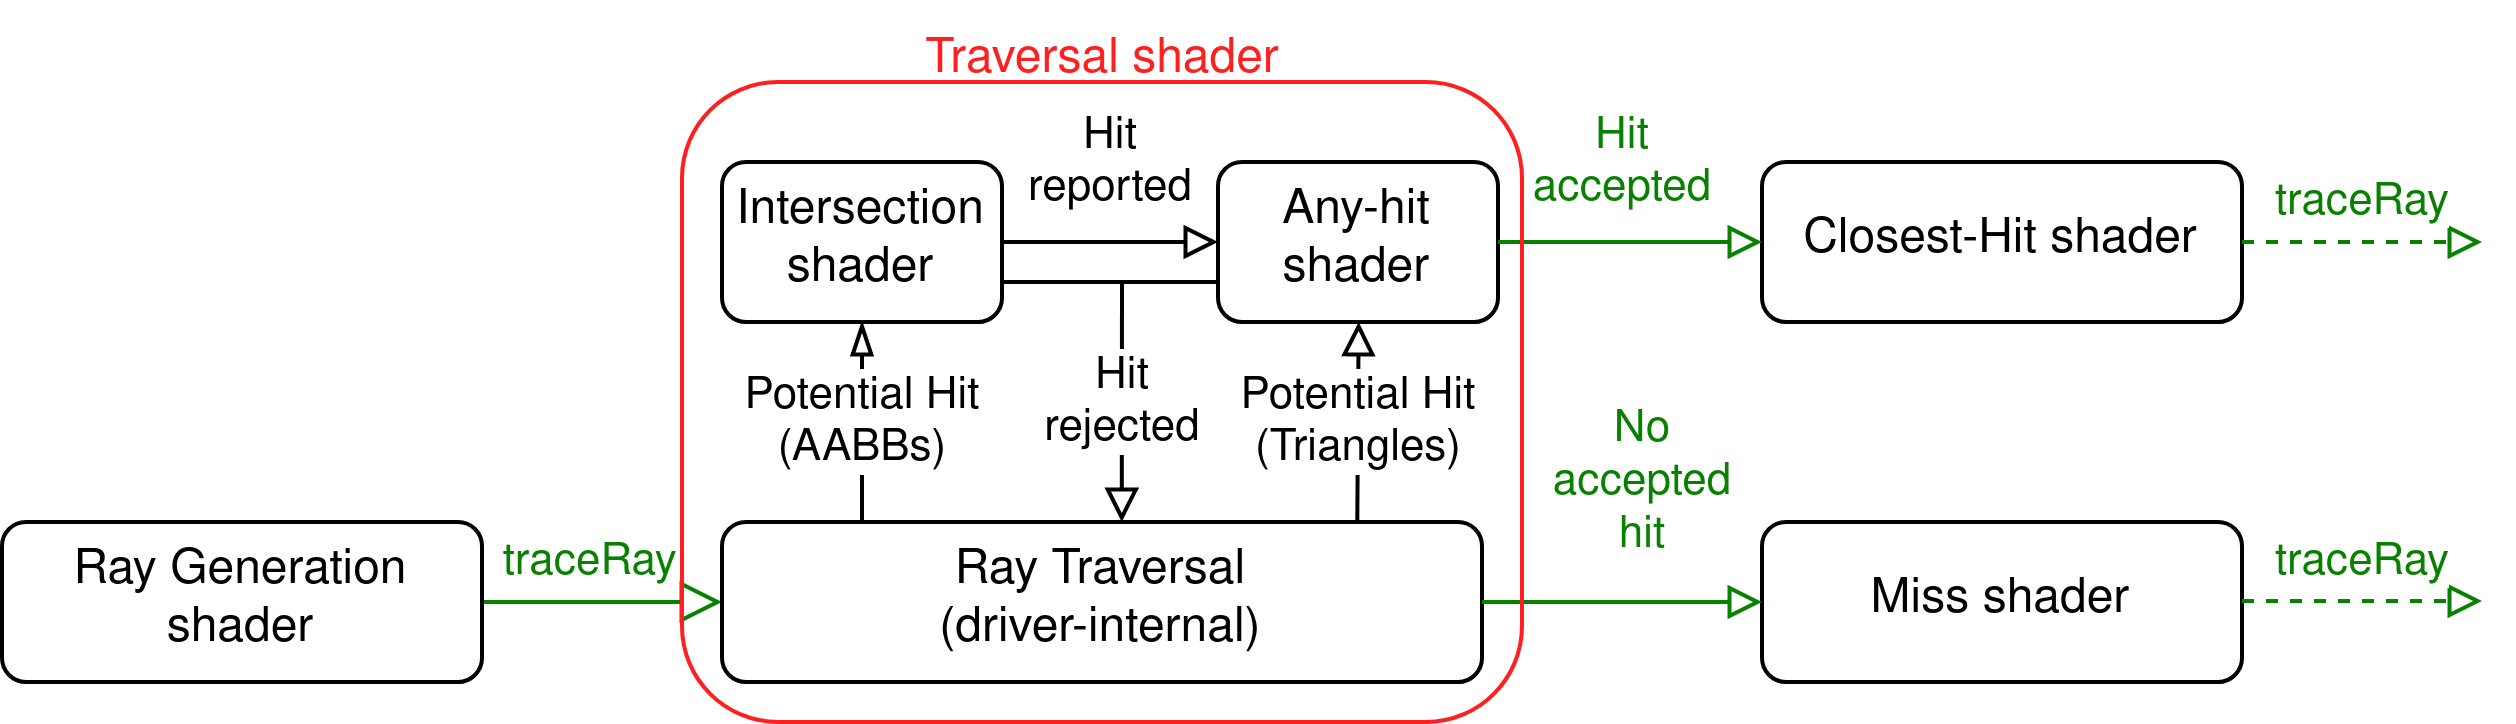 Traversal shader
Hit
reported
Hit
accepted
Intersection
shader
Any-hit
shader
Closest-Hit shader
traceRay
Potential Hit
(AABBs)
Hit
rejected
Potential Hit
(Triangles)
No
accepted
hit
Ray Generation
shader
traceRay
Ray Traversal
(driver-internal)
Miss shader
traceRay